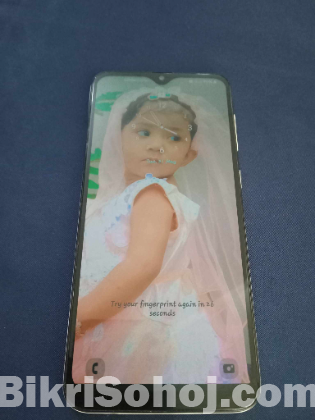 Try your fingerprint again in 23
seconds
BikriSohoj.com